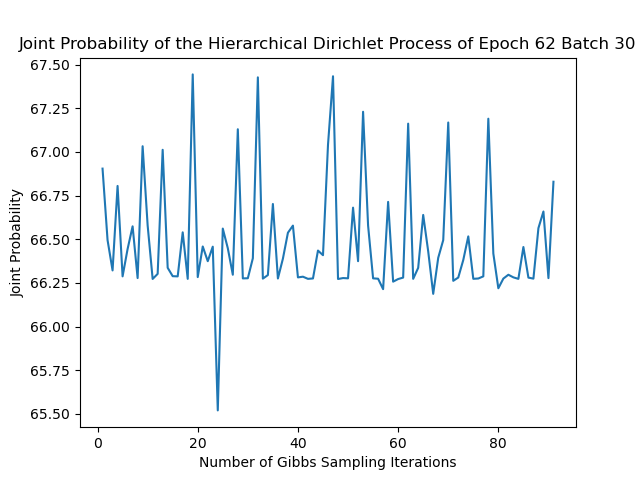 Joint Probability of the Hierarchical Dirichlet Process of Epoch 62 Batch 30
67.50
67.25
67.00
66.75
66.50
66.25
66.00
65.75
65.50
Joint Probability
0 20 40 60 80
Number of Gibbs Sampling Iterations